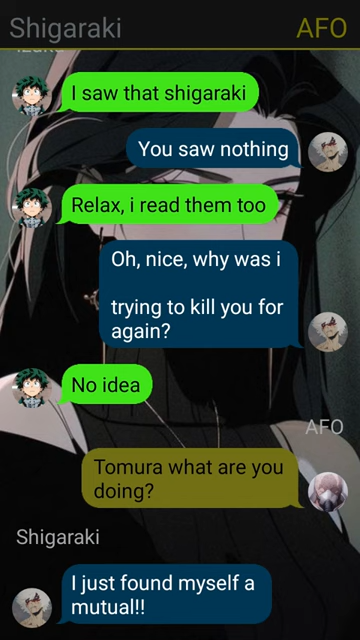 Shigaraki AFO
I saw that shigaraki
You saw nothing
Relax, i read them too
Oh, nice, why was i
trying to kill you for
again?
No idea
AFO
Tomura what are you
doing?
Shigaraki
I just found myself a
mutual!!